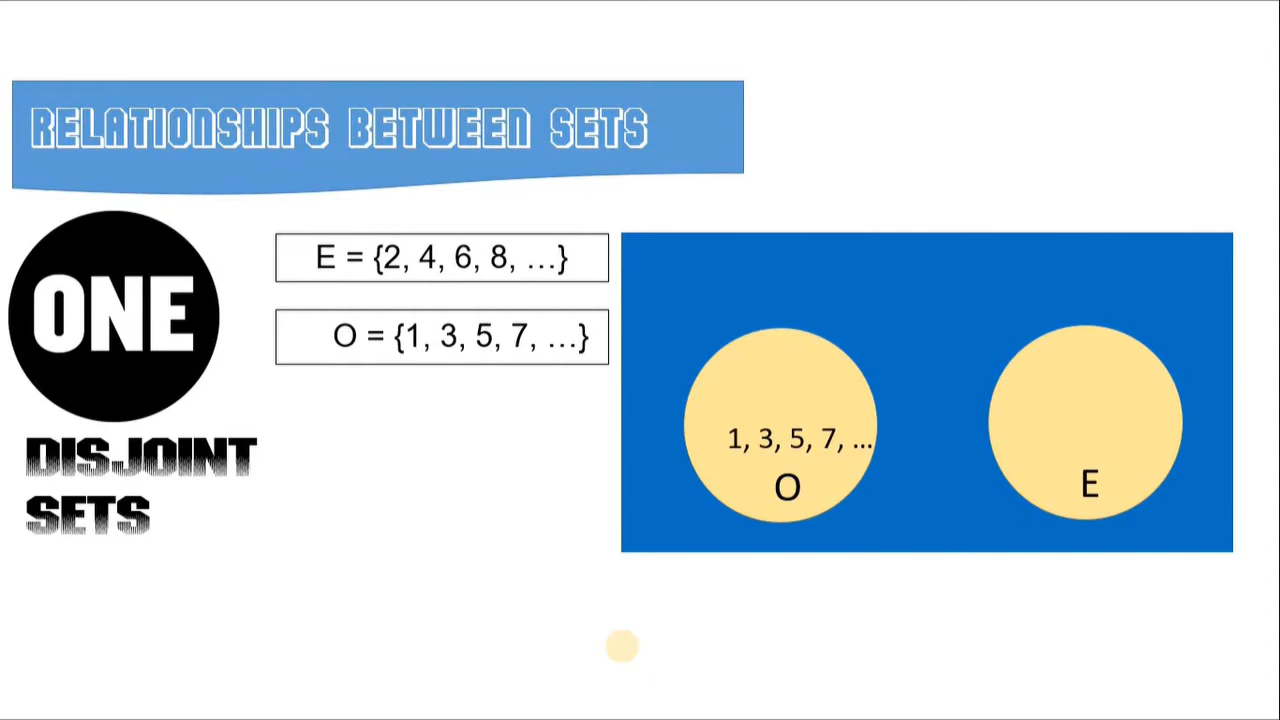 RELATIONSHIPS BETWEEN SETS
ONE
DISJOINT
SETS
E = {2, 4, 6, 8, …}
O = {1, 3, 5, 7, …}
1, 3, 5, 7, …
O
E